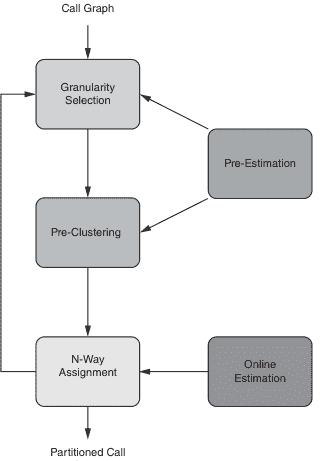 Call Graph
Granularity
Selection
Pre-Estimation
Pre-Clustering
N-Way
Assignment
Online
Estimation
Partitioned Call